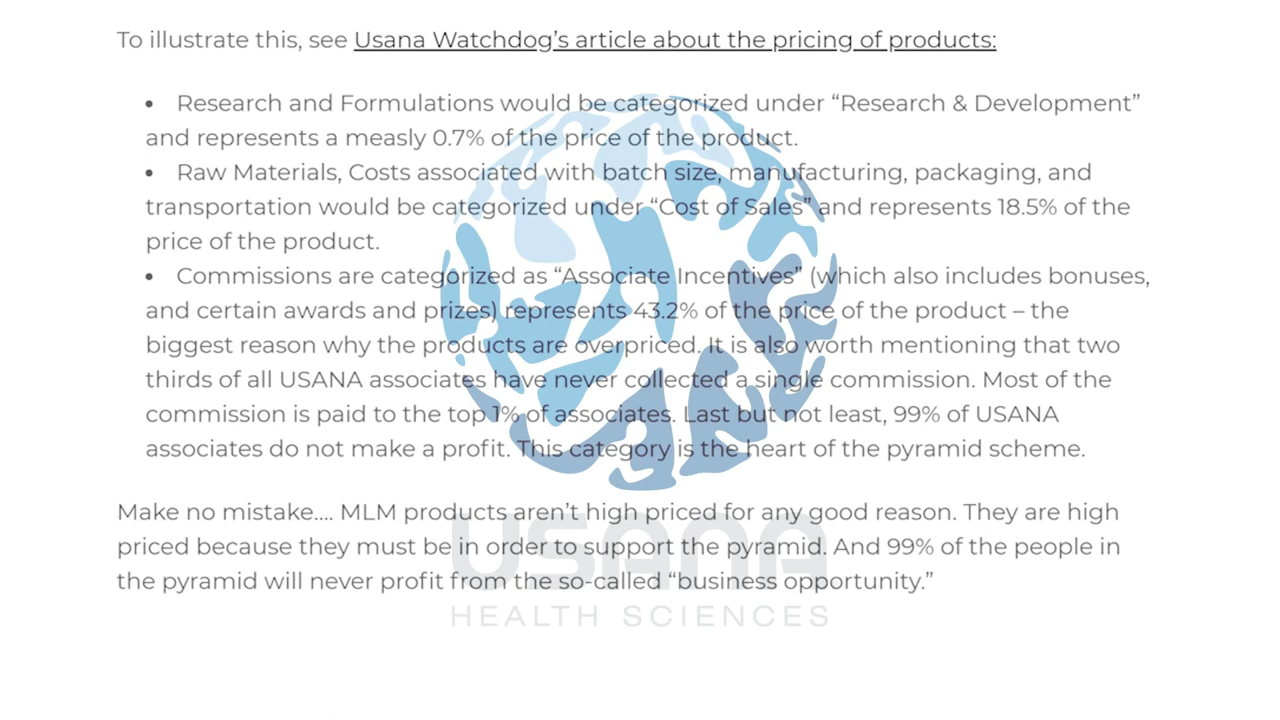 To illustrate this, see Usana Watchdog’s article about the pricing of products:
• Research and Formulations would be categorized under “Research & Development”
and represents a measly 0.7% of the price of the product.
• Raw Materials, Costs associated with batch size, manufacturing, packaging, and
transportation would be categorized under “Cost of Sales” and represents 18.5% of the
price of the product.
• Commissions are categorized as “Associate Incentives” (which also includes bonuses,
and certain awards and prizes) represents 43.2% of the price of the product – the
biggest reason why the products are overpriced. It is also worth mentioning that two
thirds of all USANA associates have never collected a single commission. Most of the
commission is paid to the top 1% of associates. Last but not least, 99% of USANA
associates do not make a profit. This category is the heart of the pyramid scheme.
Make no mistake.... MLM products aren’t high priced for any good reason. They are high
priced because they must be in order to support the pyramid. And 99% of the people in
the pyramid will never profit from the so-called “business opportunity.”
USANA
HEALTH SCIENCES